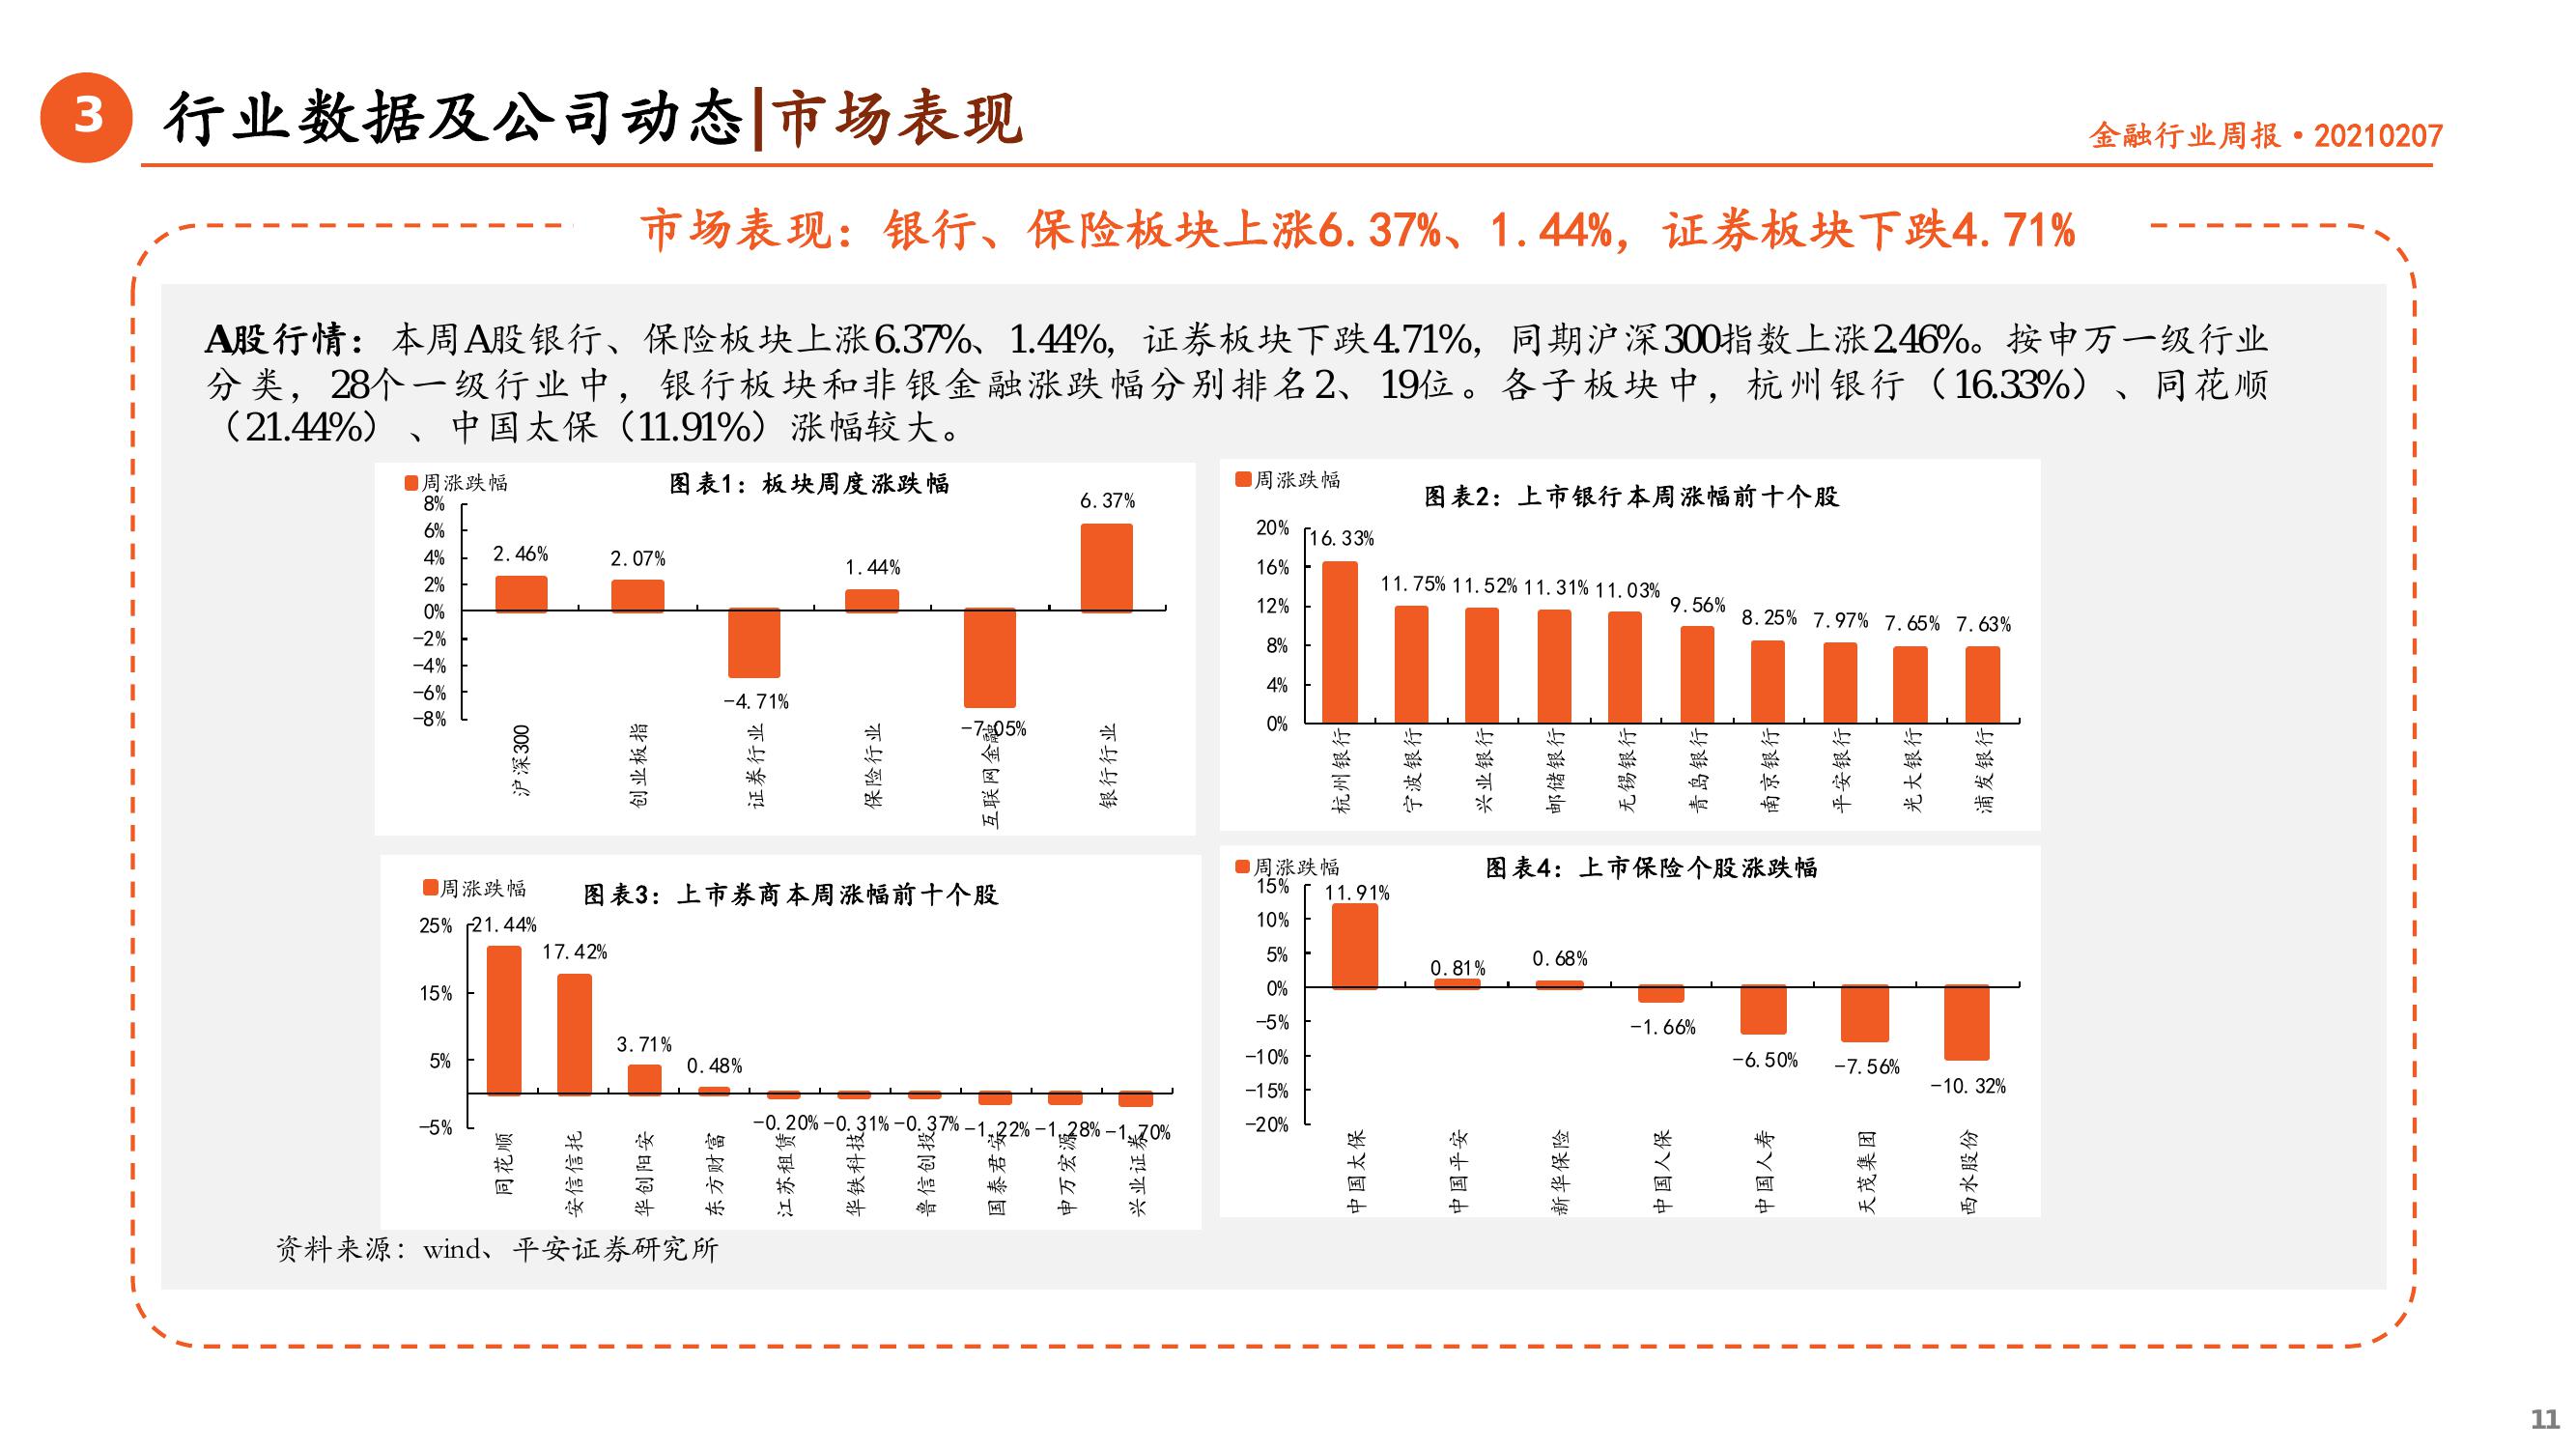 3
行业数据及公司动态|市场表现
金融行业周报·20210207
市场表现：银行、保险板块上涨6.37%、1.44%，证券板块下跌4.71%
A股行情：本周A股银行、保险板块上涨6.37%、1.44%，证券板块下跌4.71%，同期沪深300指数上涨2.46%。按申万一级行业
分类，28个一级行业中，银行板块和非银金融涨跌幅分别排名2、19位。各子板块中，杭州银行（16.33%）、同花顺
（21.44%）、中国太保（11.91%）涨幅较大。
周涨跌幅
图表1：板块周度涨跌幅
8%
6%
4%
2%
0%
-2%
-4%
-6%
-8%
2.46%
2.07%
-4.71%
1.44%
-7.05%
6.37%
沪深300
创业板指
证券行业
保险行业
互联网金融
银行行业
周涨跌幅
图表2：上市银行本周涨幅前十个股
20%
16%
12%
8%
4%
0%
16.33%
11.75%
11.52%
11.31%
11.03%
9.56%
8.25%
7.97%
7.65%
7.63%
杭州银行
宁波银行
兴业银行
邮储银行
无锡银行
青岛银行
南京银行
平安银行
光大银行
浦发银行
周涨跌幅
图表3：上市券商本周涨幅前十个股
25%
15%
5%
-5%
21.44%
17.42%
3.71%
0.48%
-0.20%
-0.31%
-0.37%
-1.22%
-1.28%
-1.70%
同花顺
安信信托
华创阳安
东方财富
江苏租赁
华铁科技
鲁信创投
国泰君安
申万宏源
兴业证券
周涨跌幅
图表4：上市保险个股涨跌幅
15%
10%
5%
0%
-5%
-10%
-15%
-20%
11.91%
0.81%
0.68%
-1.66%
-6.50%
-7.56%
-10.32%
中国太保
中国平安
新华保险
中国人保
中国人寿
天茂集团
西水股份
资料来源：wind、平安证券研究所
11